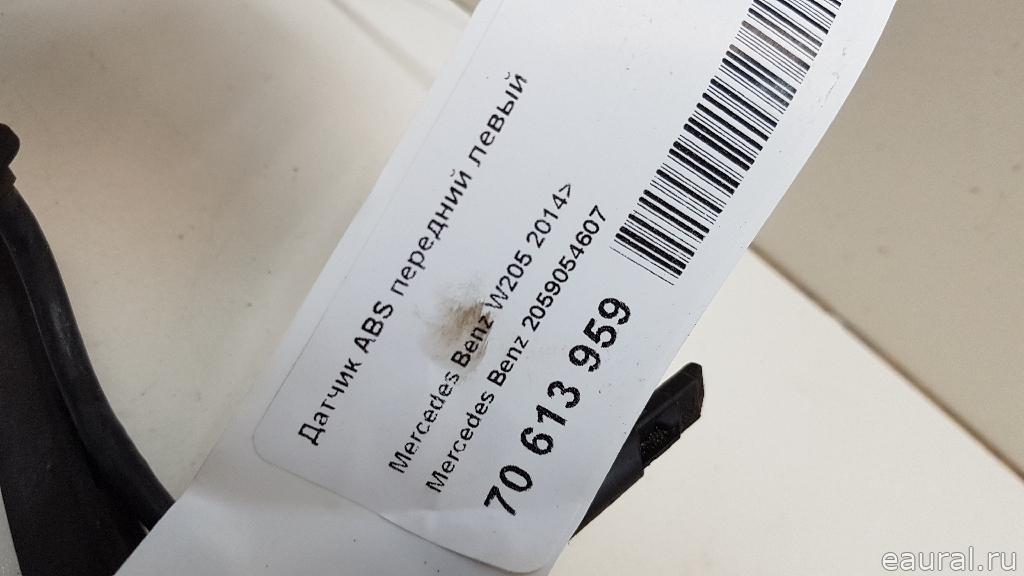 Датчик ABS передний левый
Mercedes Benz W205 2014>
Mercedes Benz 2059054607
70 613 959
eaural.ru